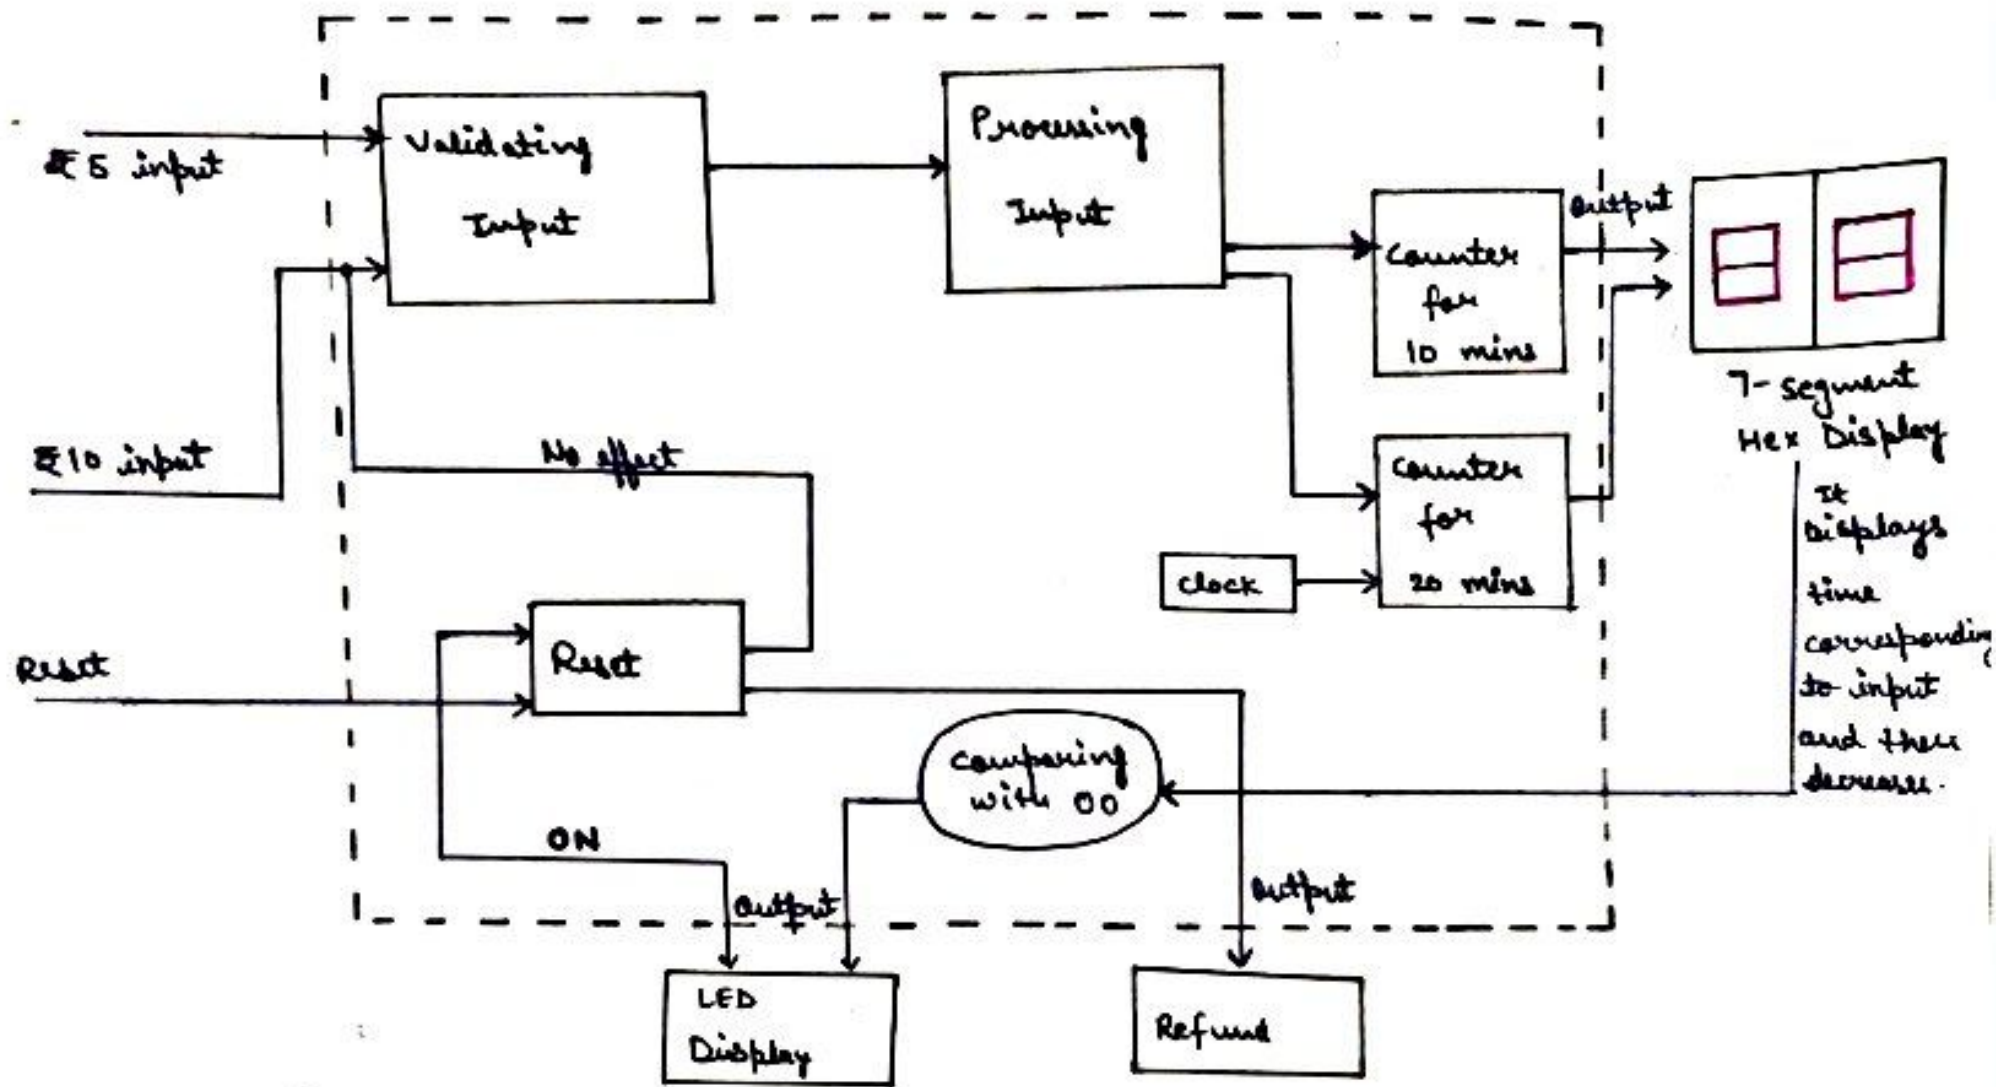 ₹5 input
Validating
Input
Processing
Input
Counter
for
10 mins
Output
7-segment
Hex Display
It
Displays
time
corresponding
to input
and then
decrease.
₹10 input
No effect
Counter
for
20 mins
Clock
Reset
Reset
Comparing
with 00
ON
Output
Output
LED
Display
Refund